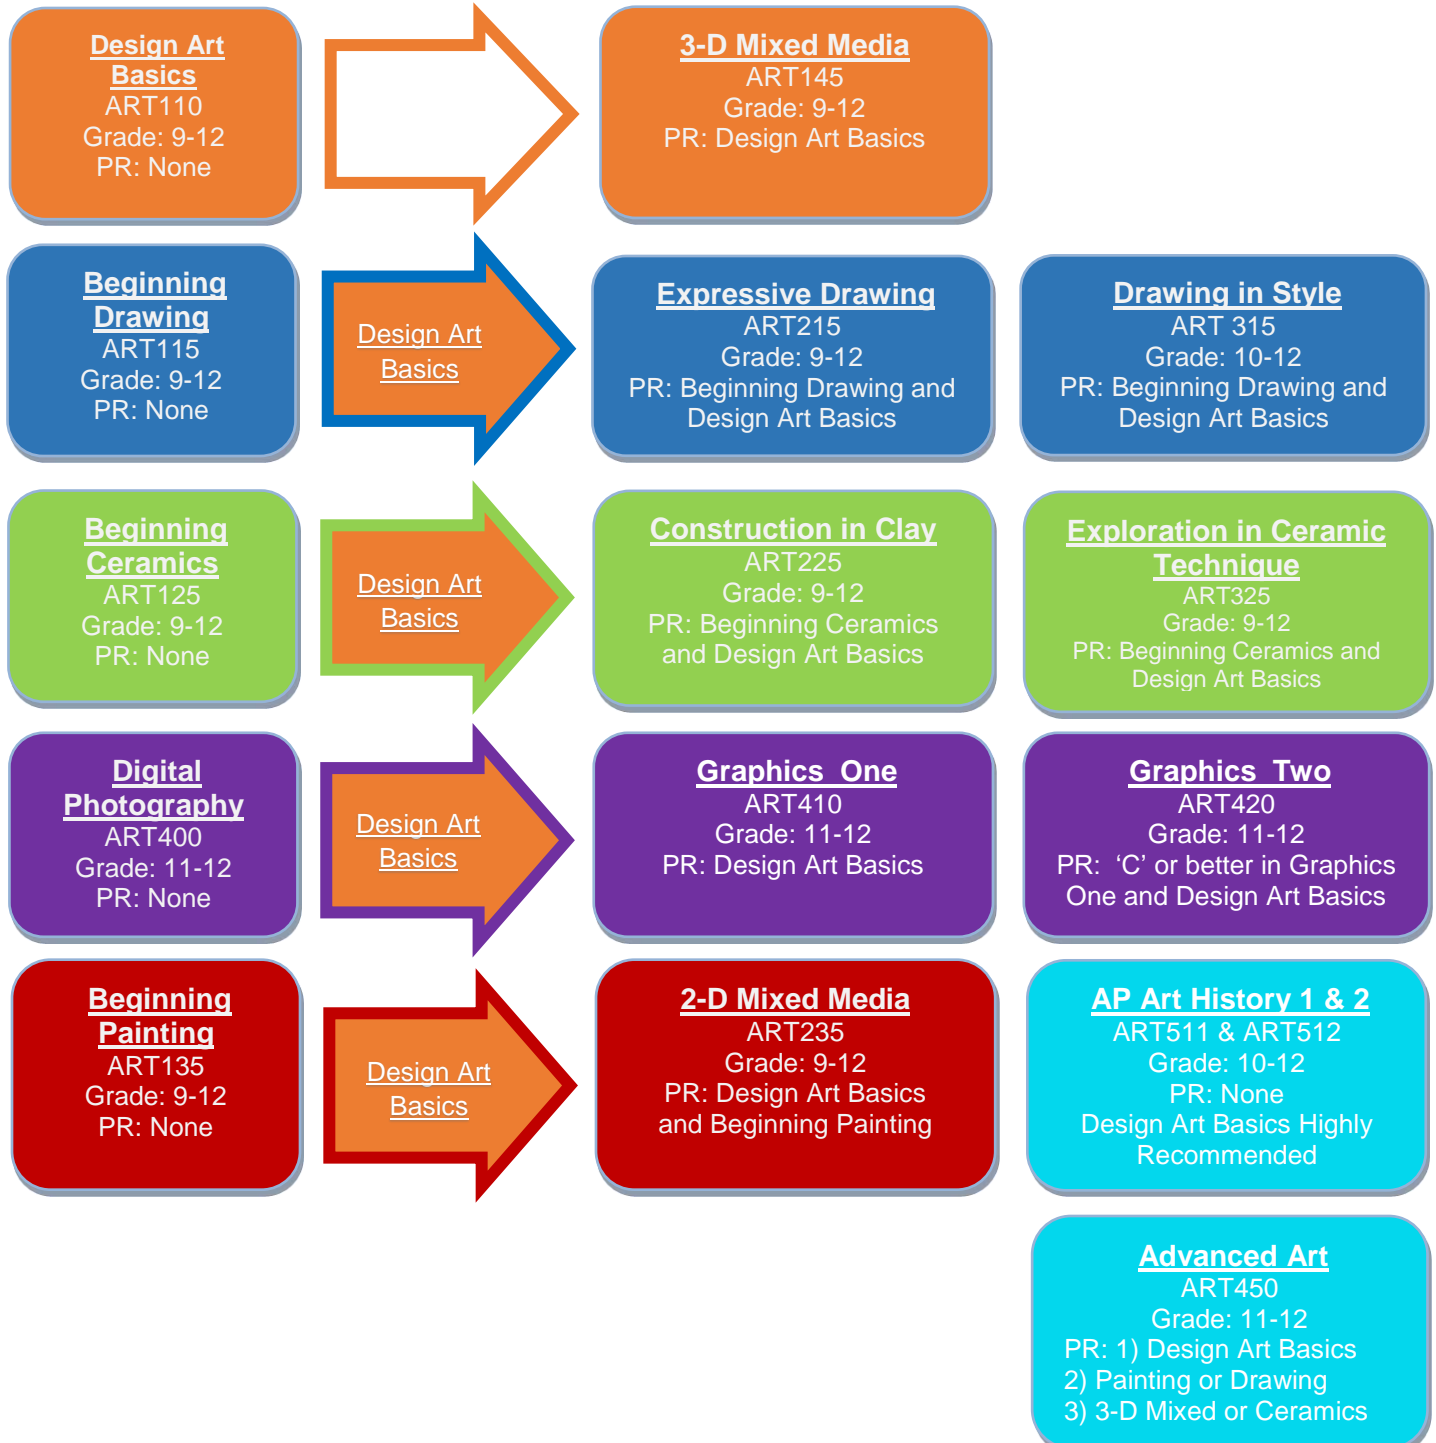 Design Art
Basics
ART110
Grade: 9-12
PR: None
3-D Mixed Media
ART145
Grade: 9-12
PR: Design Art Basics
Beginning
Drawing
ART115
Grade: 9-12
PR: None
Design Art
Basics
Expressive Drawing
ART215
Grade: 9-12
PR: Beginning Drawing and
Design Art Basics
Drawing in Style
ART 315
Grade: 10-12
PR: Beginning Drawing and
Design Art Basics
Beginning
Ceramics
ART125
Grade: 9-12
PR: None
Design Art
Basics
Construction in Clay
ART225
Grade: 9-12
PR: Beginning Ceramics
and Design Art Basics
Exploration in Ceramic
Technique
ART325
Grade: 9-12
PR: Beginning Ceramics and
Design Art Basics
Digital
Photography
ART400
Grade: 11-12
PR: None
Design Art
Basics
Graphics One
ART410
Grade: 11-12
PR: Design Art Basics
Graphics Two
ART420
Grade: 11-12
PR: ‘C’ or better in Graphics
One and Design Art Basics
Beginning
Painting
ART135
Grade: 9-12
PR: None
Design Art
Basics
2-D Mixed Media
ART235
Grade: 9-12
PR: Design Art Basics
and Beginning Painting
AP Art History 1 & 2
ART511 & ART512
Grade: 10-12
PR: None
Design Art Basics Highly
Recommended
Advanced Art
ART450
Grade: 11-12
PR: 1) Design Art Basics
2) Painting or Drawing
3) 3-D Mixed or Ceramics